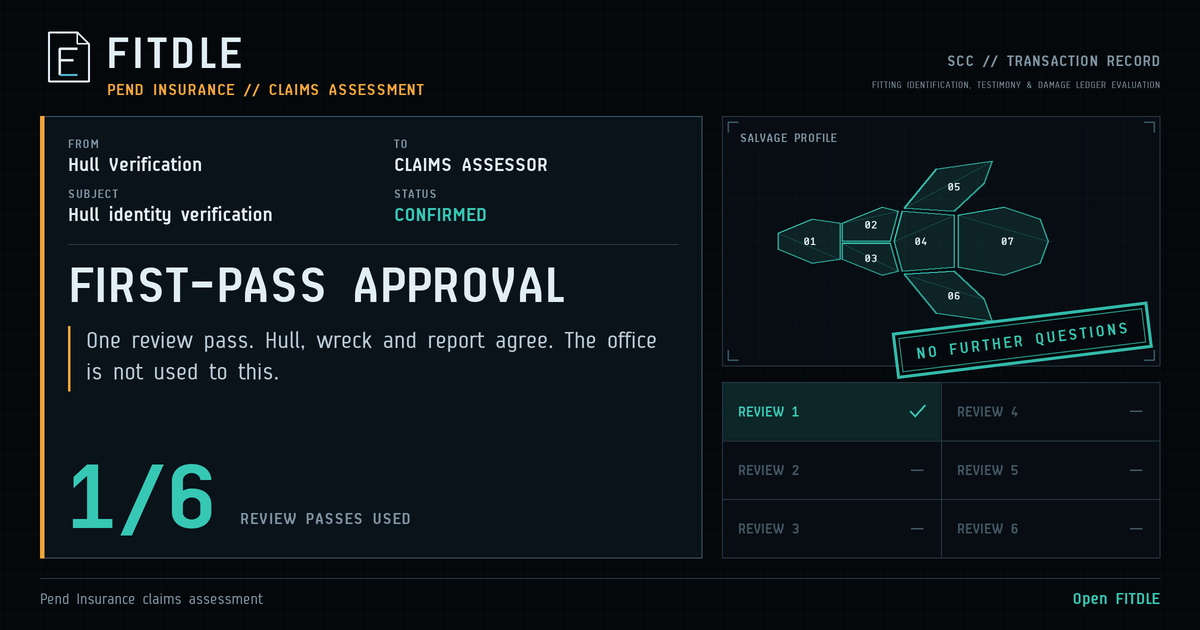 FITDLE
PEND INSURANCE // CLAIMS ASSESSMENT
SCC // TRANSACTION RECORD
FITTING IDENTIFICATION, TESTIMONY & DAMAGE LEDGER EVALUATION
FROM
Hull Verification
TO
CLAIMS ASSESSOR
SUBJECT
Hull identity verification
STATUS
CONFIRMED
FIRST-PASS APPROVAL
One review pass. Hull, wreck and report agree. The office
is not used to this.
1/6
REVIEW PASSES USED
SALVAGE PROFILE
01
02
03
04
05
06
07
NO FURTHER QUESTIONS
REVIEW 1
REVIEW 2
REVIEW 3
REVIEW 4
REVIEW 5
REVIEW 6
Pend Insurance claims assessment
Open FITDLE